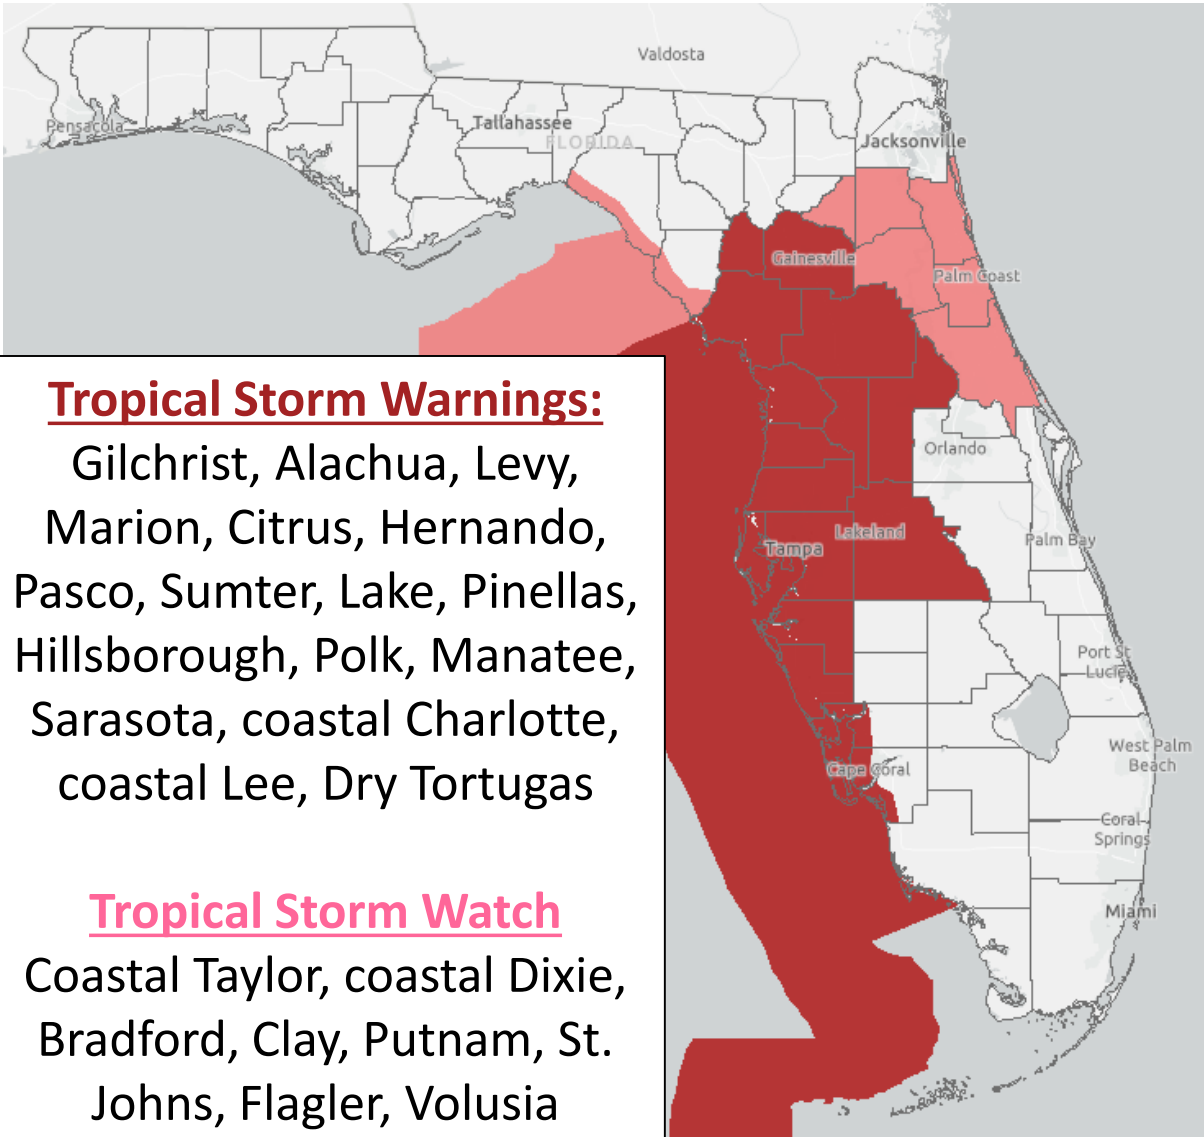 Valdosta
Pensacola
Tallahassee
FLORIDA
Jacksonville
Gainesville
Palm Coast
Orlando
Lakeland
Palm Bay
Tampa
Port St
Lucie
West Palm
Beach
Cape Coral
Coral
Springs
Miami
Tropical Storm Warnings:
Gilchrist, Alachua, Levy,
Marion, Citrus, Hernando,
Pasco, Sumter, Lake, Pinellas,
Hillsborough, Polk, Manatee,
Sarasota, coastal Charlotte,
coastal Lee, Dry Tortugas
Tropical Storm Watch
Coastal Taylor, coastal Dixie,
Bradford, Clay, Putnam, St.
Johns, Flagler, Volusia